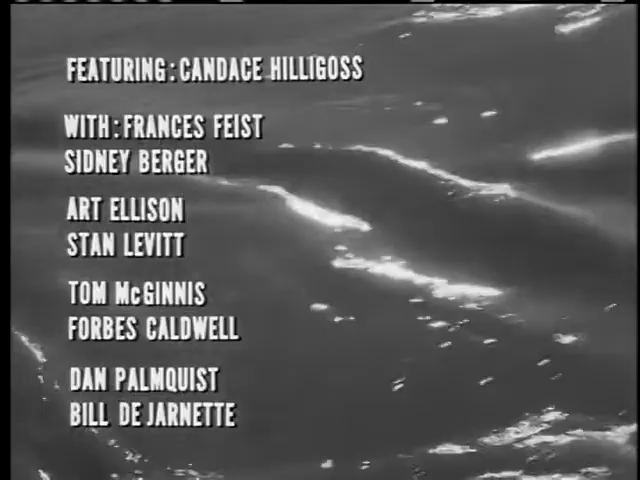 FEATURING: CANDACE HILLIGOSS
WITH: FRANCES FEIST
SIDNEY BERGER
ART ELLISON
STAN LEVITT
TOM McGINNIS
FORBES CALDWELL
DAN PALMQUIST
BILL DE JARNETTE